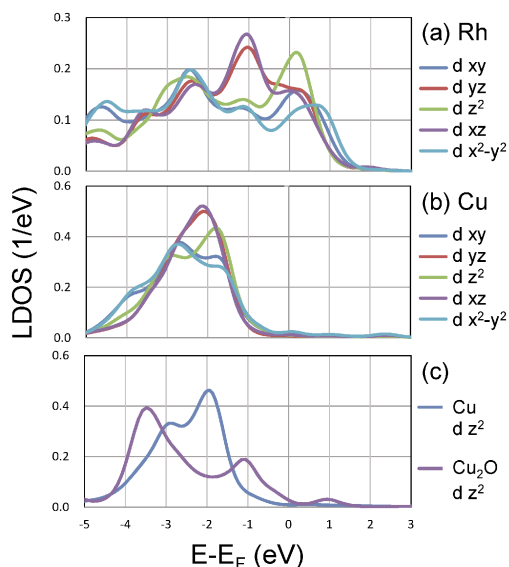 0.3
0.2
0.1
0.0
(a) Rh
d xy
d yz
d z²
d xz
d x²-y²
LDOS (1/eV)
0.6
0.4
0.2
0.0
(b) Cu
d xy
d yz
d z²
d xz
d x²-y²
0.6
0.4
0.2
0.0
(c)
Cu
d z²
Cu₂O
d z²
-5 -4 -3 -2 -1 0 1 2 3
E-E_F (eV)